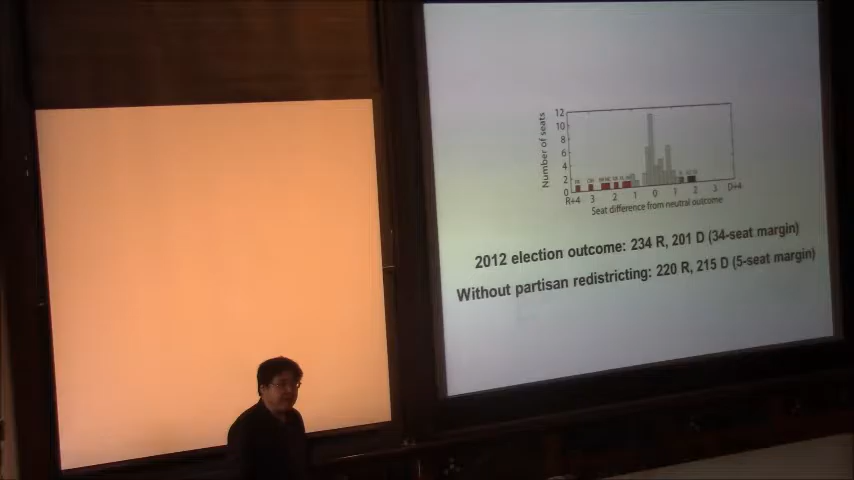 Number of seats
12
10
8
6
4
2
0
R+4 3 2 1 0 1 2 3 D+4
Seat difference from neutral outcome
2012 election outcome: 234 R, 201 D (34-seat margin)
Without partisan redistricting: 220 R, 215 D (5-seat margin)